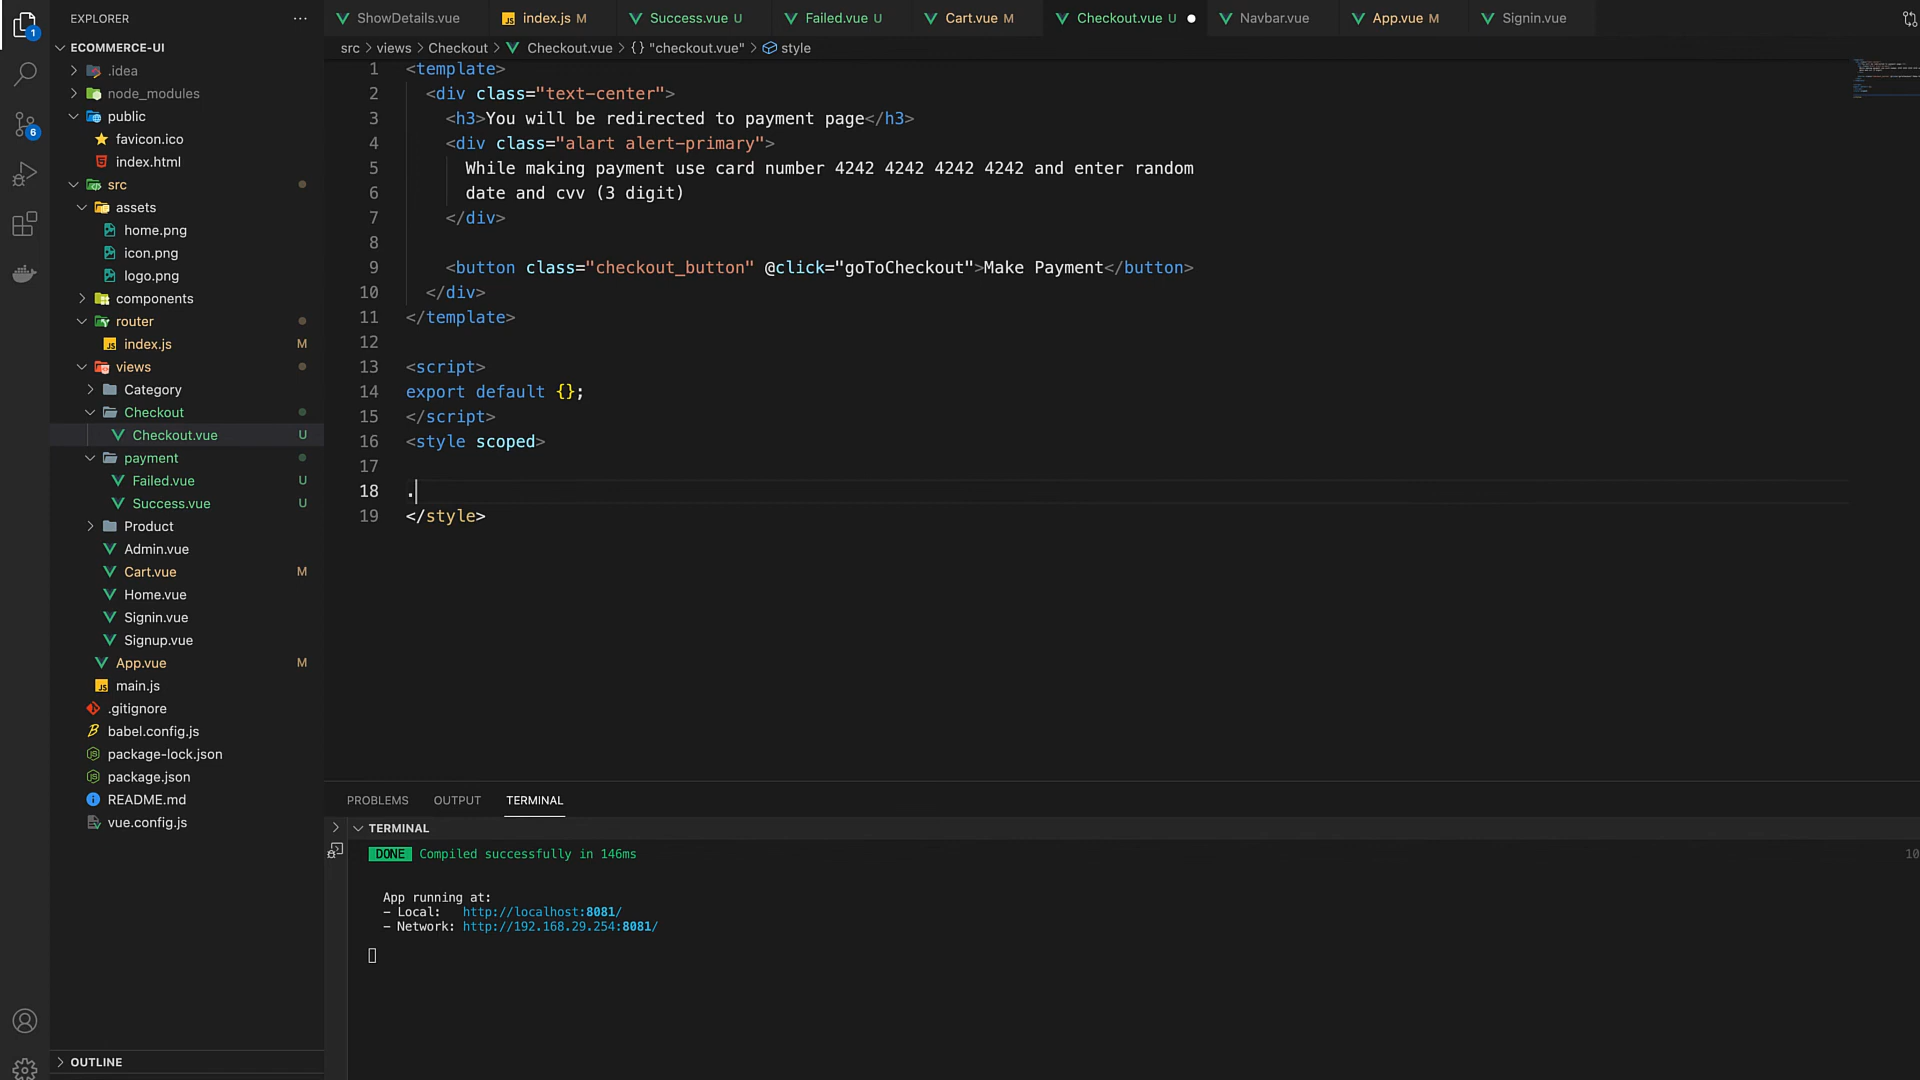 EXPLORER
ECOMMERCE-UI
.idea
node_modules
public
favicon.ico
index.html
src
assets
home.png
icon.png
logo.png
components
router
index.js M
views
Category
Checkout
Checkout.vue U
payment
Failed.vue U
Success.vue U
Product
Admin.vue
Cart.vue M
Home.vue
Signin.vue
Signup.vue
App.vue M
main.js
.gitignore
babel.config.js
package-lock.json
package.json
README.md
vue.config.js
OUTLINE
1
6
ShowDetails.vue index.js M Success.vue U Failed.vue U Cart.vue M Checkout.vue U Navbar.vue App.vue M Signin.vue
src > views > Checkout > Checkout.vue > {} "checkout.vue" > style
1 <template>
2 <div class="text-center">
3 <h3>You will be redirected to payment page</h3>
4 <div class="alart alert-primary">
5 While making payment use card number 4242 4242 4242 4242 and enter random
6 date and cvv (3 digit)
7 </div>
8
9 <button class="checkout_button" @click="goToCheckout">Make Payment</button>
10 </div>
11 </template>
12
13 <script>
14 export default {};
15 </script>
16 <style scoped>
17
18 .
19 </style>
PROBLEMS OUTPUT TERMINAL
TERMINAL
DONE Compiled successfully in 146ms
10
App running at:
- Local: http://localhost:8081/
- Network: http://192.168.29.254:8081/